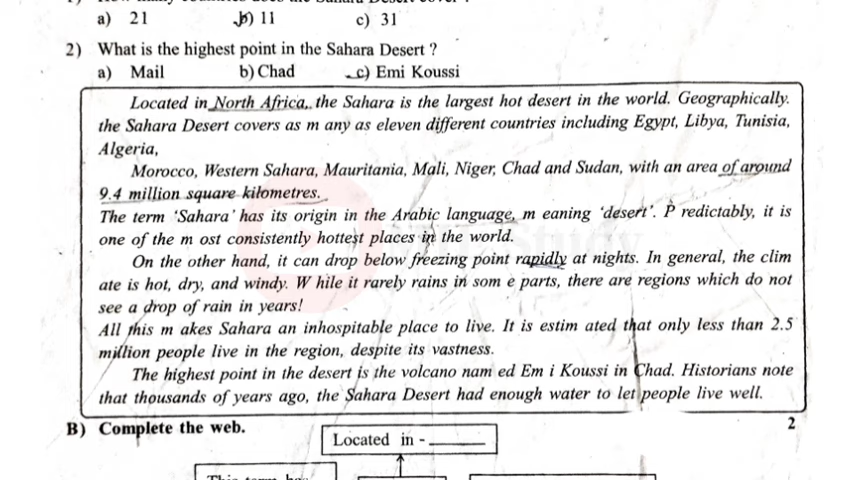 a) 21 b) 11 c) 31
2) What is the highest point in the Sahara Desert ?
a) Mail b) Chad c) Emi Koussi
Located in North Africa,. the Sahara is the largest hot desert in the world. Geographically.
the Sahara Desert covers as m any as eleven different countries including Egypt, Libya, Tunisia,
Algeria,
Morocco, Western Sahara, Mauritania, Mali, Niger, Chad and Sudan, with an area of around
9.4 million square kilometres.
The term 'Sahara' has its origin in the Arabic language, m eaning 'desert'. P redictably, it is
one of the m ost consistently hottest places in the world.
On the other hand, it can drop below freezing point rapidly at nights. In general, the clim
ate is hot, dry, and windy. W hile it rarely rains in som e parts, there are regions which do not
see a drop of rain in years!
All this m akes Sahara an inhospitable place to live. It is estim ated that only less than 2.5
million people live in the region, despite its vastness.
The highest point in the desert is the volcano nam ed Em i Koussi in Chad. Historians note
that thousands of years ago, the Sahara Desert had enough water to let people live well.
B) Complete the web. 2
Located in -